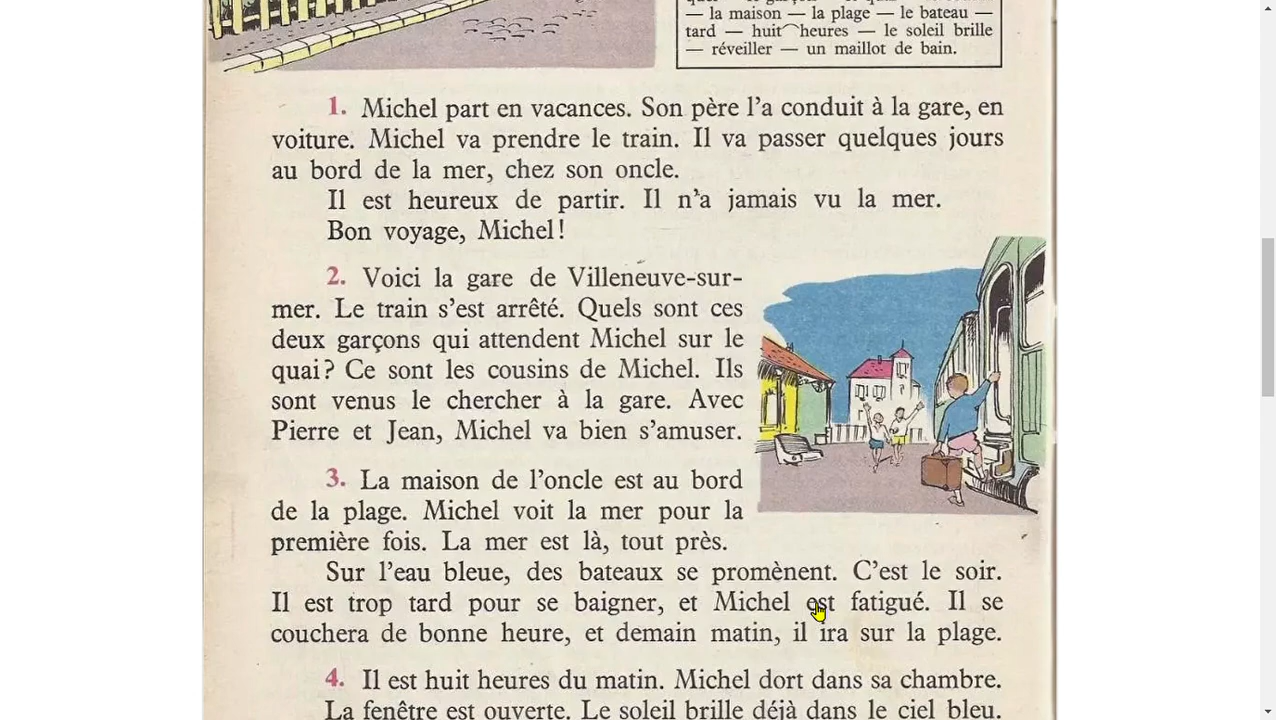 — la maison — la plage — le bateau —
tard — huit heures — le soleil brille
— réveiller — un maillot de bain.
1. Michel part en vacances. Son père l'a conduit à la gare, en
voiture. Michel va prendre le train. Il va passer quelques jours
au bord de la mer, chez son oncle.
Il est heureux de partir. Il n'a jamais vu la mer.
Bon voyage, Michel!
2. Voici la gare de Villeneuve-sur-
mer. Le train s'est arrêté. Quels sont ces
deux garçons qui attendent Michel sur le
quai? Ce sont les cousins de Michel. Ils
sont venus le chercher à la gare. Avec
Pierre et Jean, Michel va bien s'amuser.
3. La maison de l'oncle est au bord
de la plage. Michel voit la mer pour la
première fois. La mer est là, tout près.
Sur l'eau bleue, des bateaux se promènent. C'est le soir.
Il est trop tard pour se baigner, et Michel est fatigué. Il se
couchera de bonne heure, et demain matin, il ira sur la plage.
4. Il est huit heures du matin. Michel dort dans sa chambre.
La fenêtre est ouverte. Le soleil brille déjà dans le ciel bleu.